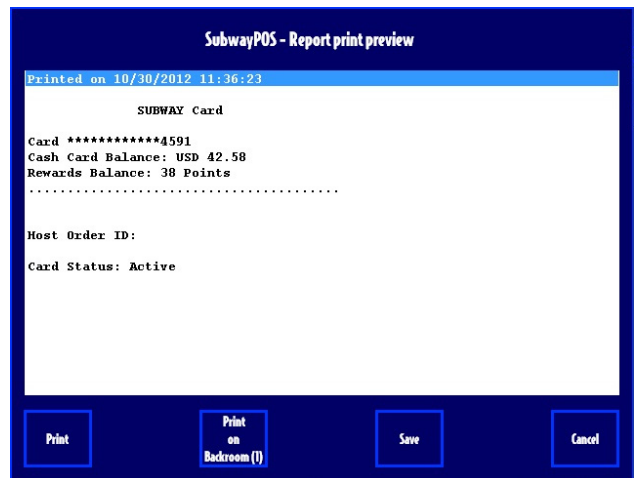 SubwayPOS - Report print preview
Printed on 10/30/2012 11:36:23
SUBWAY Card
Card ************4591
Cash Card Balance: USD 42.58
Rewards Balance: 38 Points
........................................
Host Order ID:
Card Status: Active
Print
Print
on
Backroom (1)
Save
Cancel